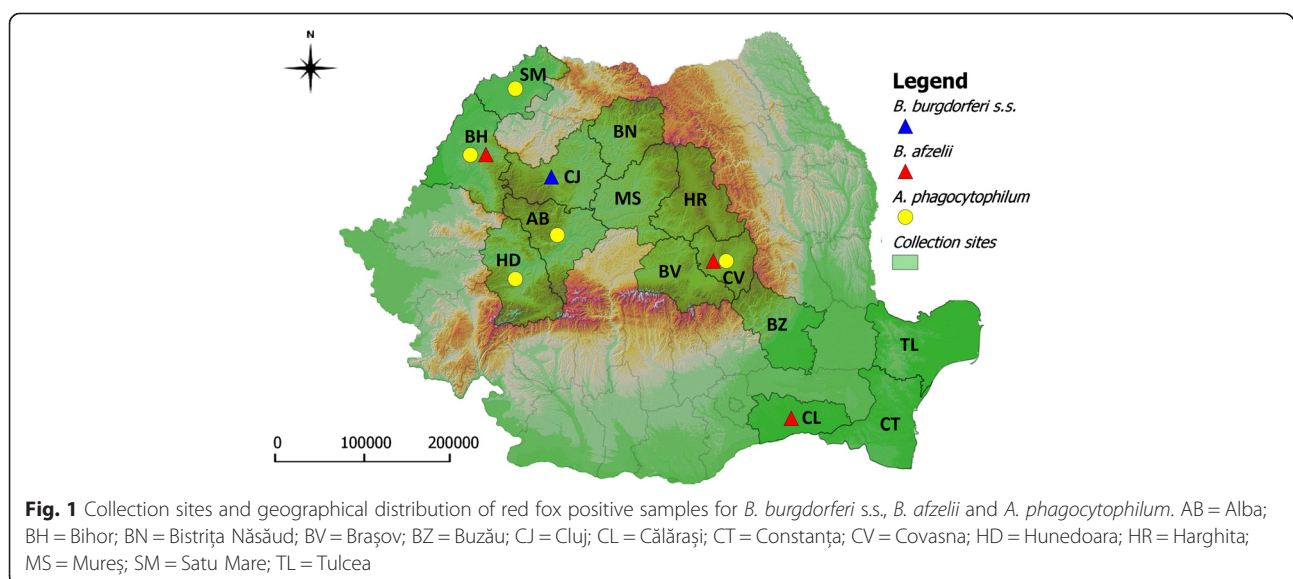 N
SM
BH
BN
CJ
MS
HR
AB
HD
BV
CV
BZ
TL
CL
CT
Legend
B. burgdorferi s.s.
B. afzelii
A. phagocytophilum
Collection sites
0 100000 200000
Fig. 1 Collection sites and geographical distribution of red fox positive samples for B. burgdorferi s.s., B. afzelii and A. phagocytophilum. AB = Alba;
BH = Bihor; BN = Bistrița Năsăud; BV = Brașov; BZ = Buzău; CJ = Cluj; CL = Călărași; CT = Constanța; CV = Covasna; HD = Hunedoara; HR = Harghita;
MS = Mureș; SM = Satu Mare; TL = Tulcea